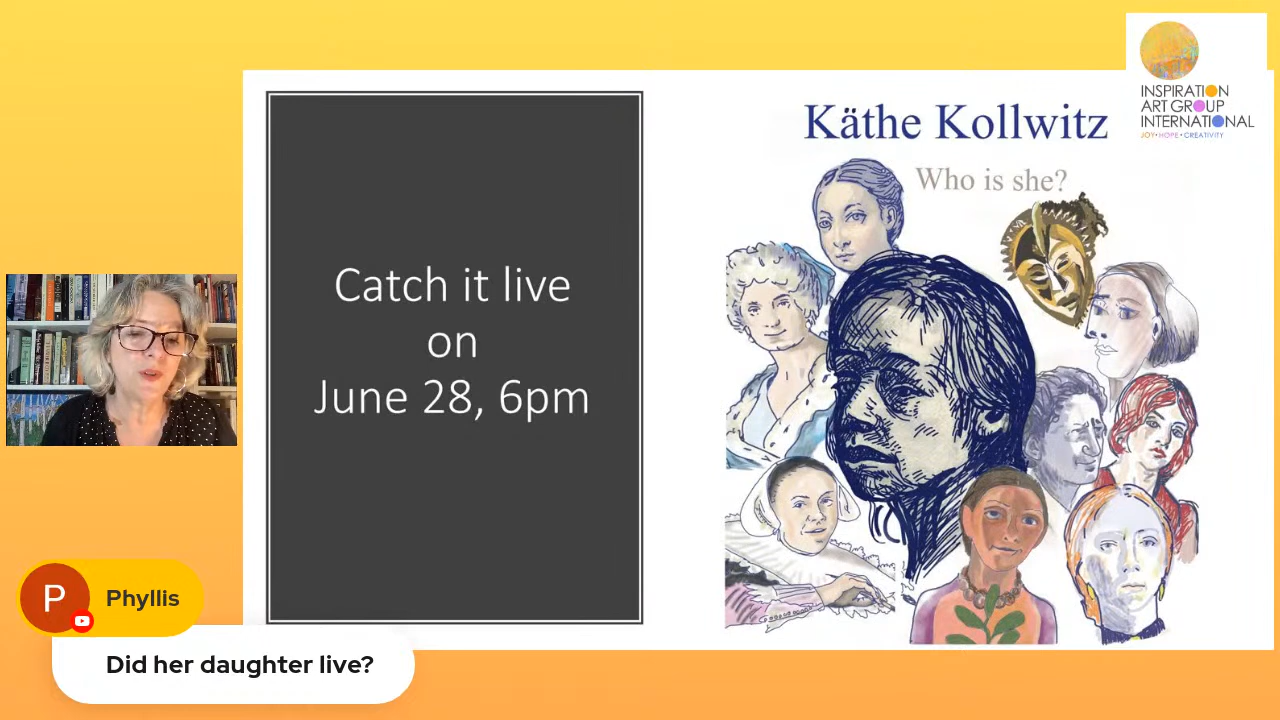 INSPIRATION
ART GROUP
INTERNATIONAL
JOY•HOPE•CREATIVITY
Käthe Kollwitz
Who is she?
Catch it live
on
June 28, 6pm
P
Phyllis
Did her daughter live?